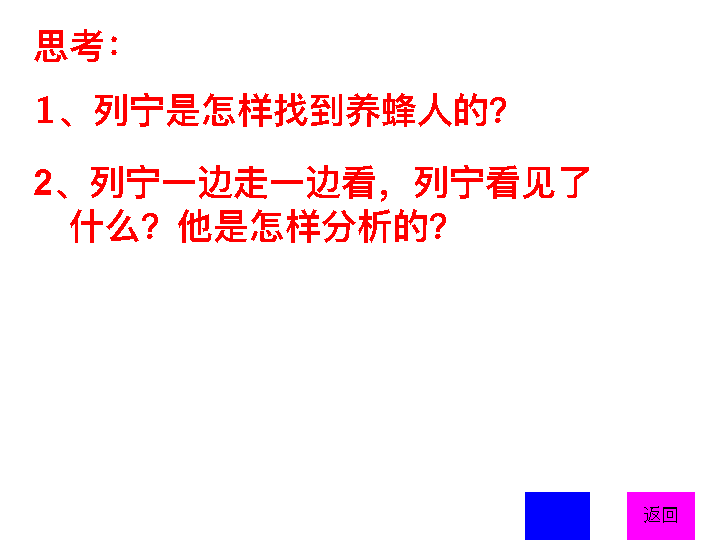 思考：
1、列宁是怎样找到养蜂人的？
2、列宁一边走一边看，列宁看见了
什么？他是怎样分析的？
返回